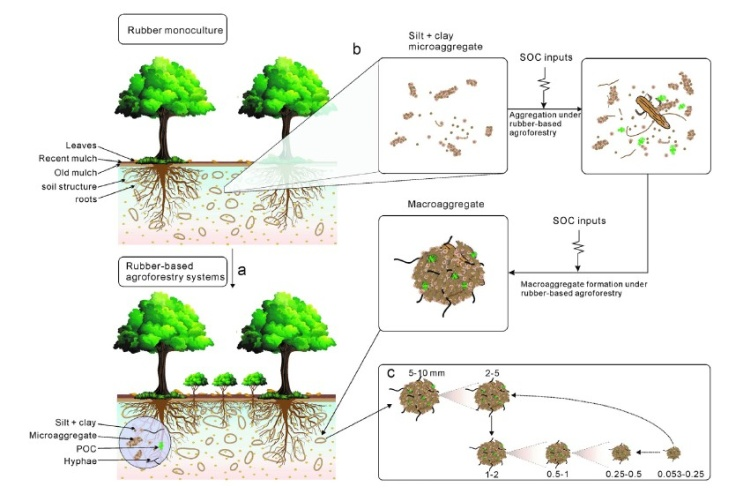 Rubber monoculture
b
Silt + clay
microaggregate
SOC inputs
Aggregation under
rubber-based
agroforestry
Leaves
Recent mulch
Old mulch
soil structure
roots
Macroaggregate
SOC inputs
Macroaggregate formation under
rubber-based agroforestry
Rubber-based
agroforestry systems
a
c
5-10 mm
2-5
1-2
0.5-1
0.25-0.5
0.053-0.25
Silt + clay
Microaggregate
POC
Hyphae